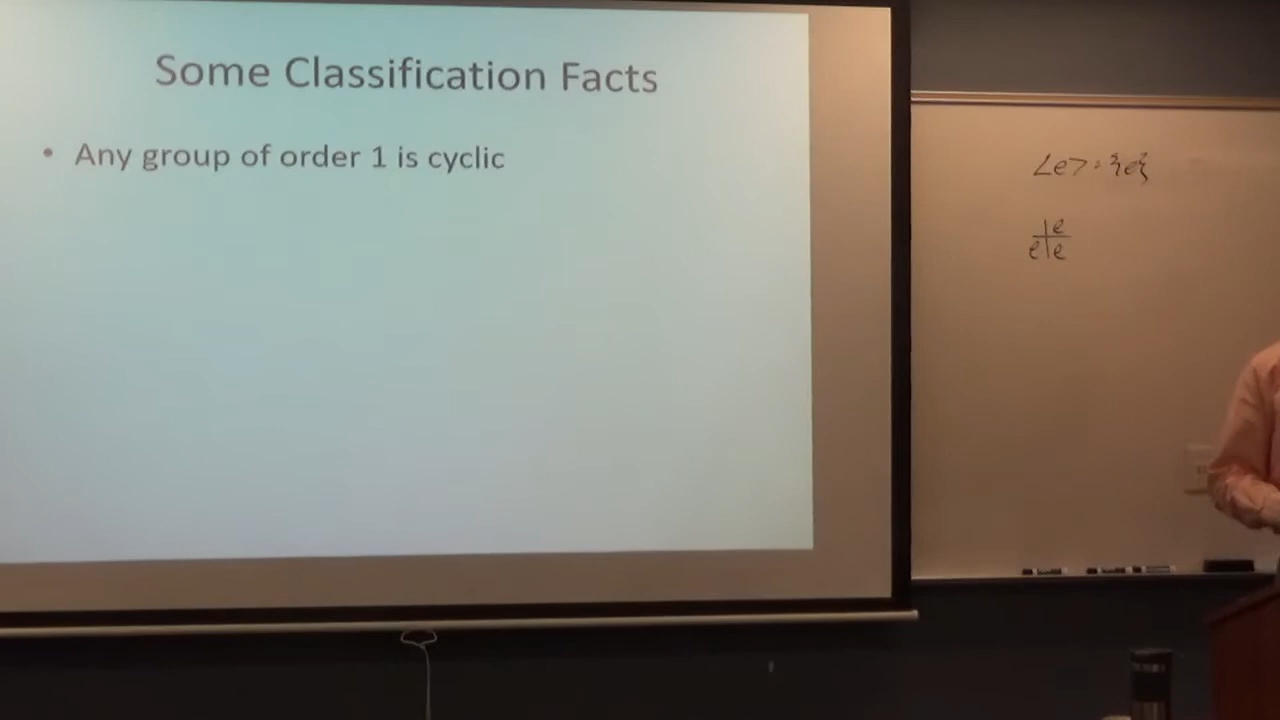 Some Classification Facts
• Any group of order 1 is cyclic
<e> = {e}
e
e e